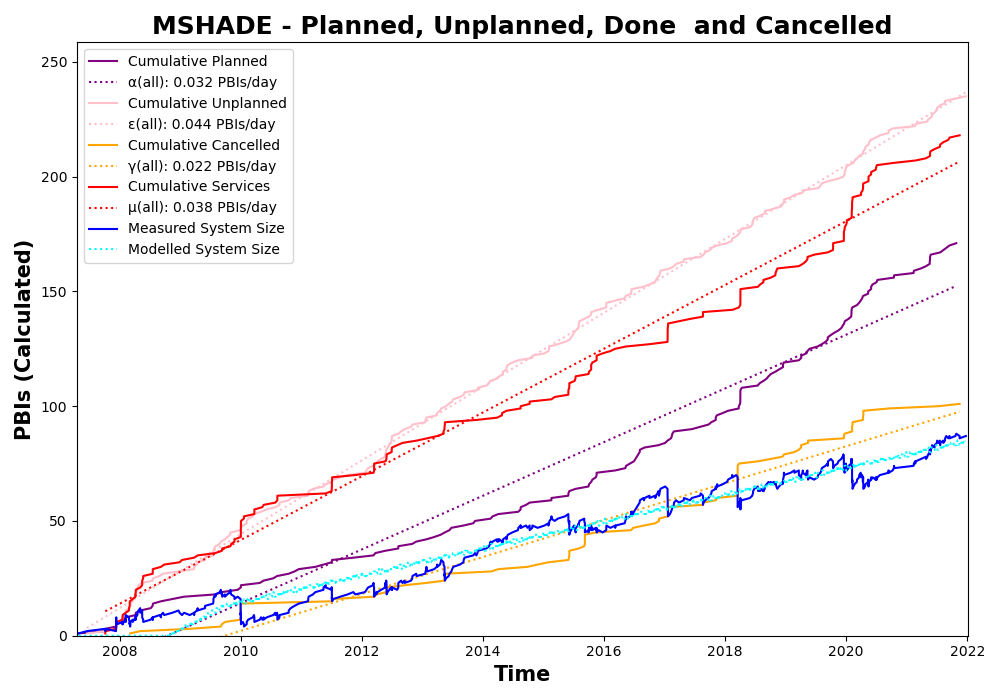 MSHADE - Planned, Unplanned, Done  and Cancelled
PBIs (Calculated)
250
200
150
100
50
0
Cumulative Planned
α(all): 0.032 PBIs/day
Cumulative Unplanned
ε(all): 0.044 PBIs/day
Cumulative Cancelled
γ(all): 0.022 PBIs/day
Cumulative Services
μ(all): 0.038 PBIs/day
Measured System Size
Modelled System Size
2008 2010 2012 2014 2016 2018 2020 2022
Time